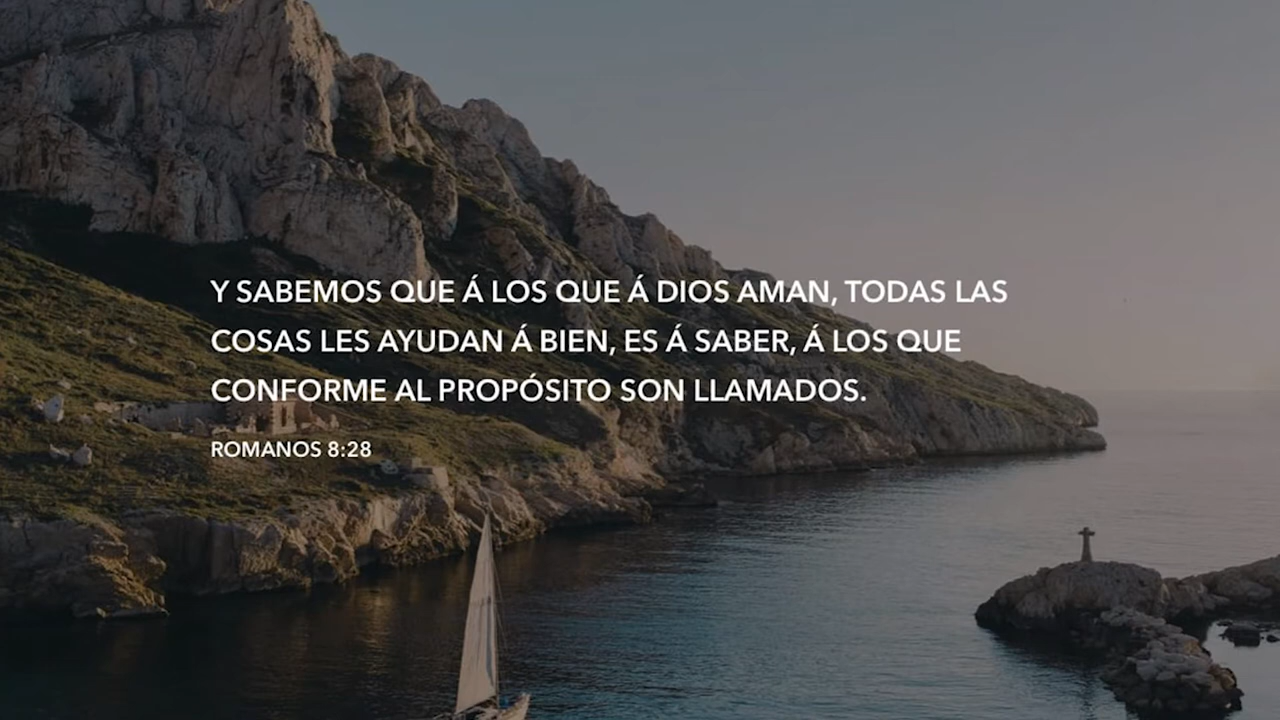 Y SABEMOS QUE Á LOS QUE Á DIOS AMAN, TODAS LAS
COSAS LES AYUDAN Á BIEN, ES Á SABER, Á LOS QUE
CONFORME AL PROPÓSITO SON LLAMADOS.
ROMANOS 8:28